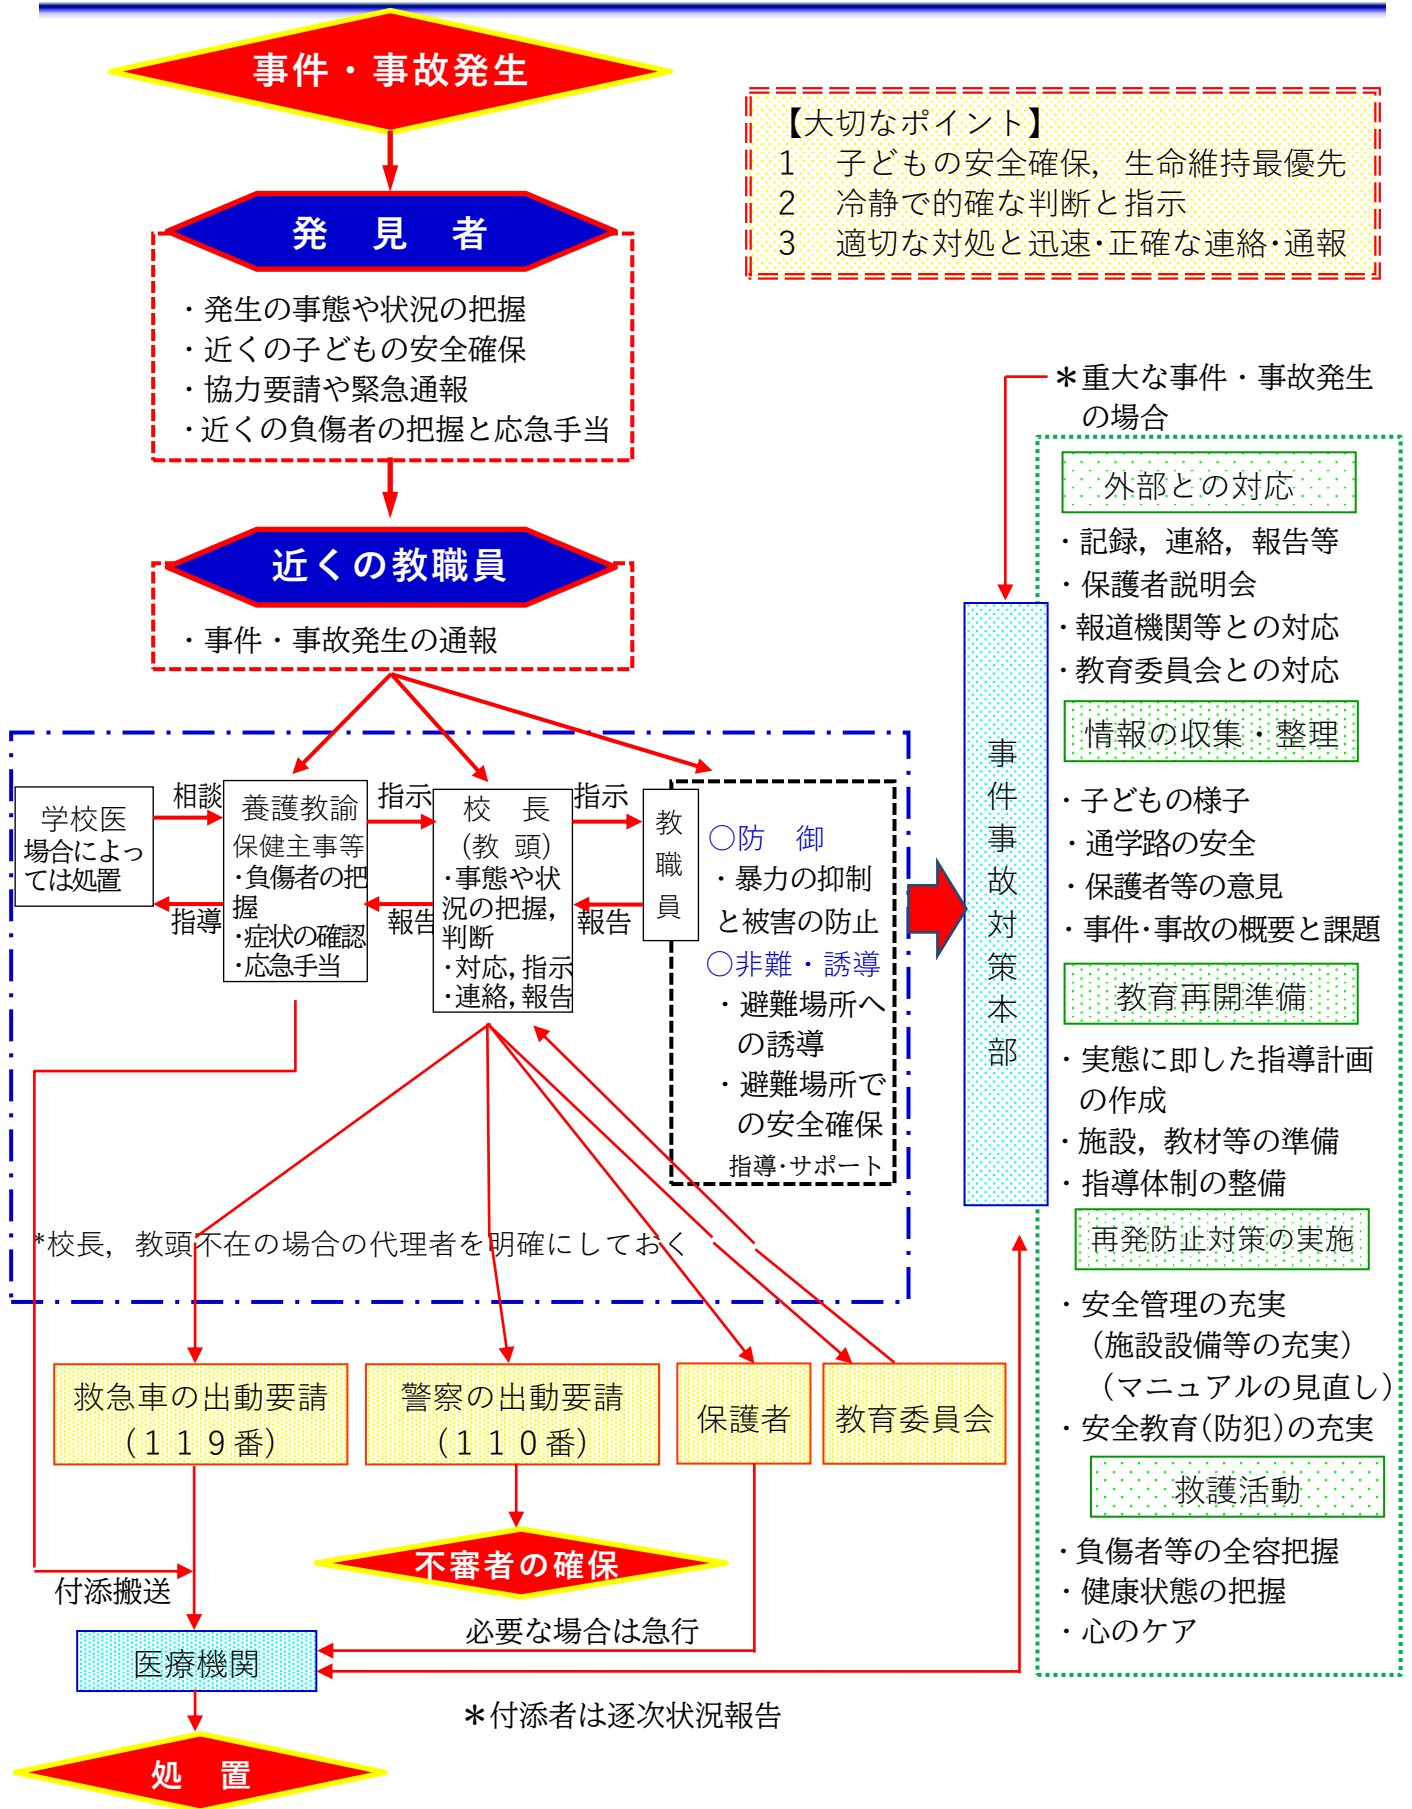 事件・事故発生
【大切なポイント】
1　子どもの安全確保，生命維持最優先
2　冷静で的確な判断と指示
3　適切な対処と迅速・正確な連絡・通報
発　見　者
・発生の事態や状況の把握
・近くの子どもの安全確保
・協力要請や緊急通報
・近くの負傷者の把握と応急手当
近くの教職員
・事件・事故発生の通報
学校医
場合によっ
ては処置
相談
指導
養護教諭
保健主事等
・負傷者の把
握
・症状の確認
・応急手当
指示
報告
校　長
(教 頭)
・事態や状
況の把握，
判断
・対応，指示
・連絡，報告
指示
報告
教職員
○防　御
・暴力の抑制
と被害の防止
○非難・誘導
・避難場所へ
の誘導
・避難場所で
の安全確保
指導・サポート
*校長，教頭不在の場合の代理者を明確にしておく
救急車の出動要請
(１１９番)
警察の出動要請
(１１０番)
保護者
教育委員会
不審者の確保
付添搬送
必要な場合は急行
医療機関
＊付添者は逐次状況報告
処　置
＊重大な事件・事故発生
の場合
事件事故対策本部
外部との対応
・記録，連絡，報告等
・保護者説明会
・報道機関等との対応
・教育委員会との対応
情報の収集・整理
・子どもの様子
・通学路の安全
・保護者等の意見
・事件・事故の概要と課題
教育再開準備
・実態に即した指導計画
の作成
・施設，教材等の準備
・指導体制の整備
再発防止対策の実施
・安全管理の充実
（施設設備等の充実）
（マニュアルの見直し）
・安全教育(防犯)の充実
救護活動
・負傷者等の全容把握
・健康状態の把握
・心のケア